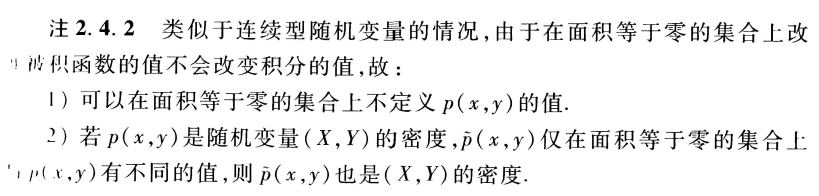 注2.4.2 类似于连续型随机变量的情况,由于在面积等于零的集合上改
被积函数的值不会改变积分的值,故:
1) 可以在面积等于零的集合上不定义 p(x,y)的值.
2) 若 p(x,y)是随机变量(X,Y)的密度,p̃(x,y)仅在面积等于零的集合上
p(x,y)有不同的值,则 p̃(x,y)也是(X,Y)的密度.